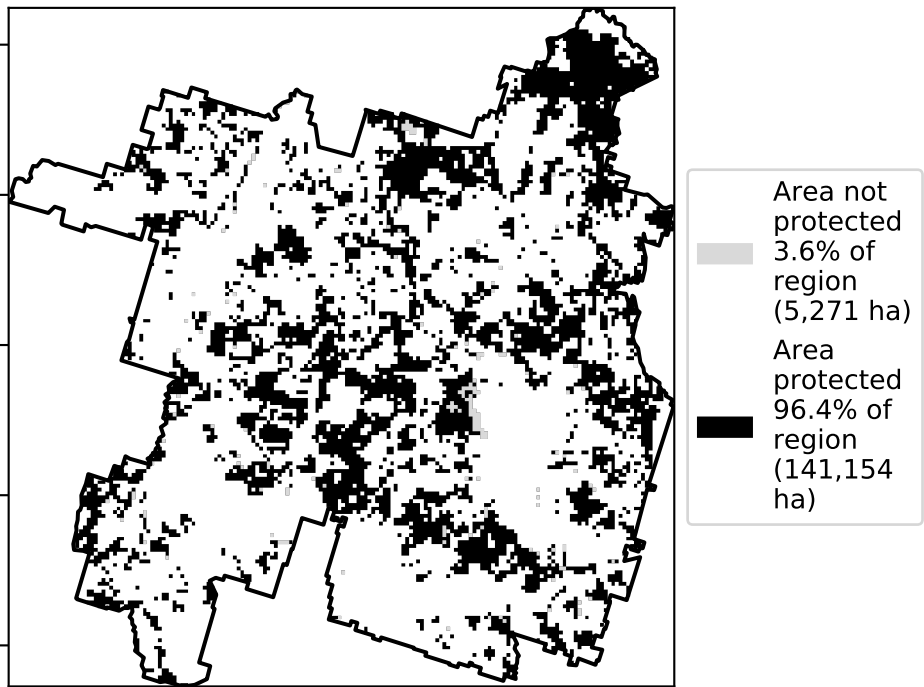 Area not
protected
3.6% of
region
(5,271 ha)
Area
protected
96.4% of
region
(141,154
ha)